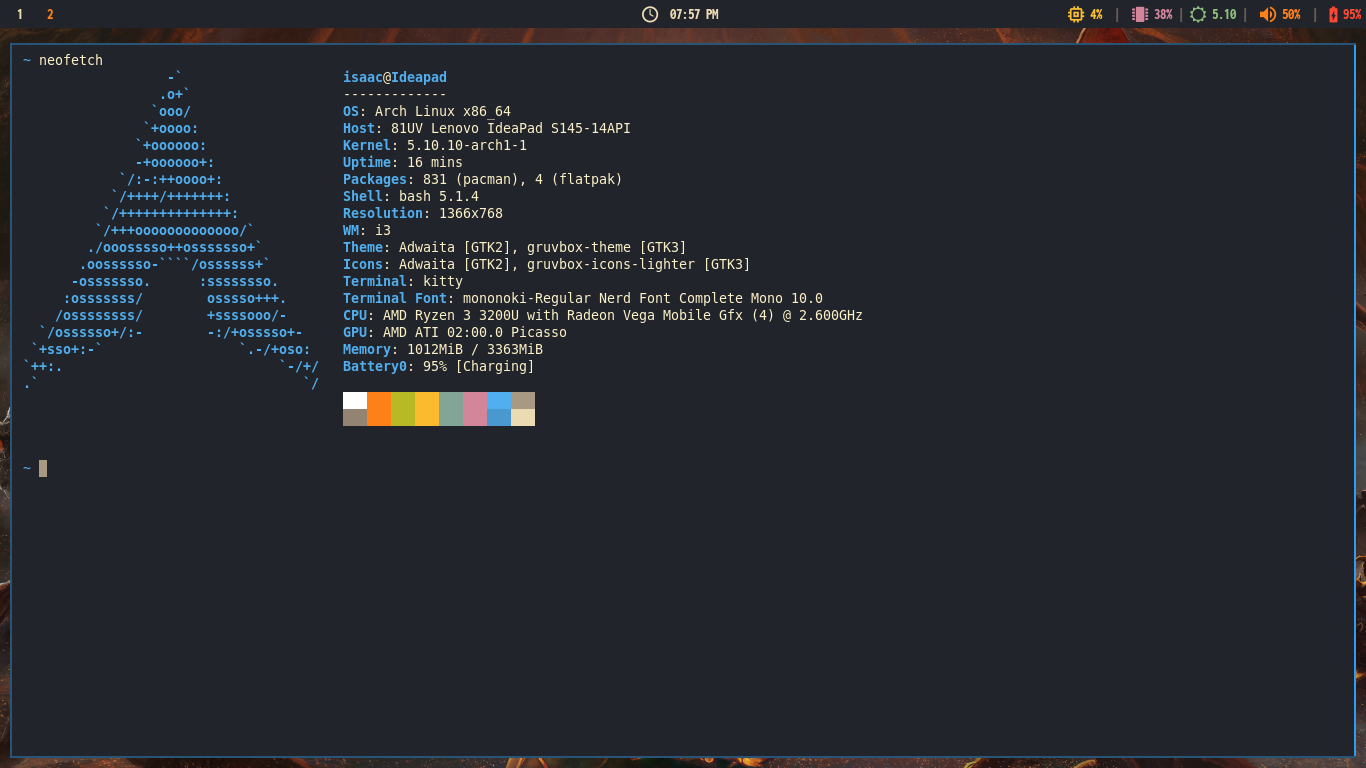 1 2 07:57 PM 4% | 38% | 5.10 | 50% | 95%
~ neofetch
                  -`                     isaac@Ideapad
                 .o+`                    -------------
                `ooo/                    OS: Arch Linux x86_64
               `+oooo:                   Host: 81UV Lenovo IdeaPad S145-14API
              `+oooooo:                  Kernel: 5.10.10-arch1-1
              -+oooooo+:                 Uptime: 16 mins
            `/:-:++oooo+:                Packages: 831 (pacman), 4 (flatpak)
           `/++++/+++++++:               Shell: bash 5.1.4
          `/++++++++++++++:              Resolution: 1366x768
         `/+++ooooooooooooo/`            WM: i3
        ./ooosssso++osssssso+`           Theme: Adwaita [GTK2], gruvbox-theme [GTK3]
       .oossssso-````/ossssss+`          Icons: Adwaita [GTK2], gruvbox-icons-lighter [GTK3]
      -osssssso.      :ssssssso.         Terminal: kitty
     :osssssss/        osssso+++.        Terminal Font: mononoki-Regular Nerd Font Complete Mono 10.0
    /ossssssss/        +ssssooo/-        CPU: AMD Ryzen 3 3200U with Radeon Vega Mobile Gfx (4) @ 2.600GHz
  `/ossssso+/:-        -:/+osssso+-      GPU: AMD ATI 02:00.0 Picasso
 `+sso+:-`                 `.-/+oso:     Memory: 1012MiB / 3363MiB
`++:.                           `-/+/    Battery0: 95% [Charging]
.`                                 `/
~